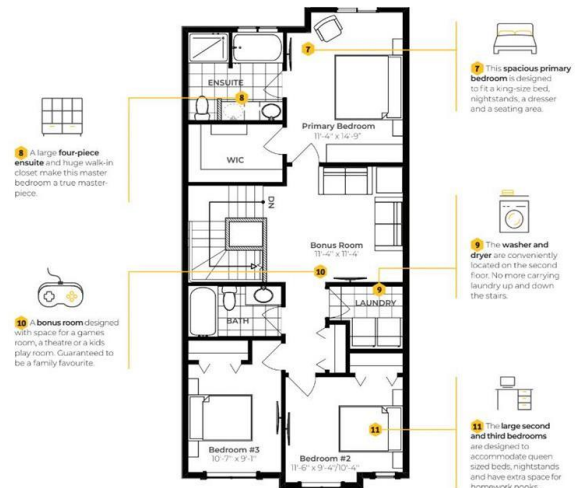 7 This spacious primary
bedroom is designed
to fit a king-size bed,
nightstands, a dresser
and a seating area.
7
ENSUITE
8
Primary Bedroom
11'-4" x 14'-9"
8 A large four-piece
ensuite and huge walk-in
closet make this master
bedroom a true master-
piece.
WIC
DN
Bonus Room
11'-4" x 11'-4'
10
9
9 The washer and
dryer are conveniently
located on the second
floor. No more carrying
laundry up and down
the stairs.
LAUNDRY
BATH
10 A bonus room designed
with space for a games
room, a theatre or a kids
play room. Guaranteed to
be a family favourite.
11
Bedroom #3
10'-7" x 9'-1"
Bedroom #2
11'-6" x 9'-4"/10'-4"
11 The large second
and third bedrooms
are designed to
accommodate queen
sized beds, nightstands
and have extra space for
homework nooks